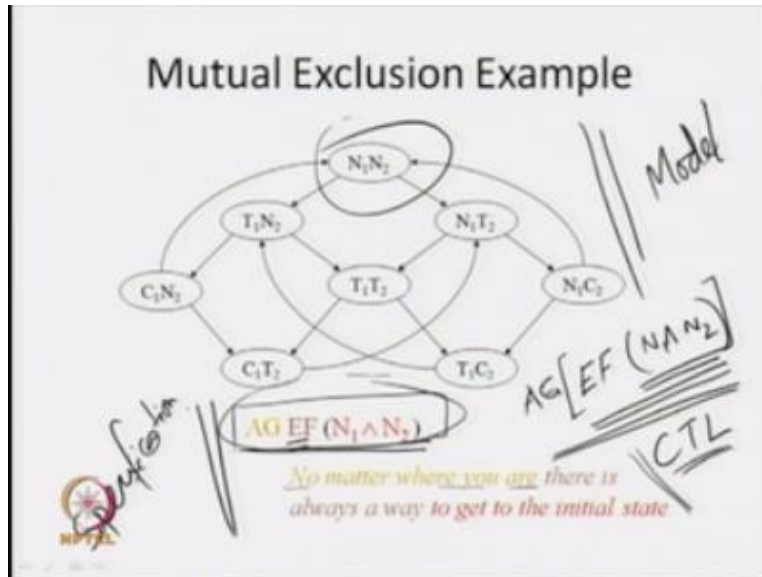 Mutual Exclusion Example
N₁N₂
Model
T₁N₂
N₁T₂
C₁N₂
T₁T₂
N₁C₂
C₁T₂
T₁C₂
AG[EF (N∧N₂)]
AG EF (N₁ ∧ N₂)
CTL
No matter where you are there is
always a way to get to the initial state
NPTEL